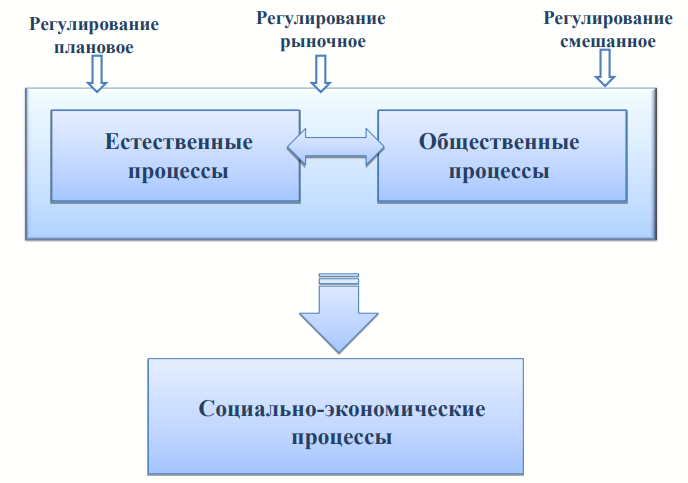 Регулирование
плановое
Регулирование
рыночное
Регулирование
смешанное
Естественные
процессы
Общественные
процессы
Социально-экономические
процессы